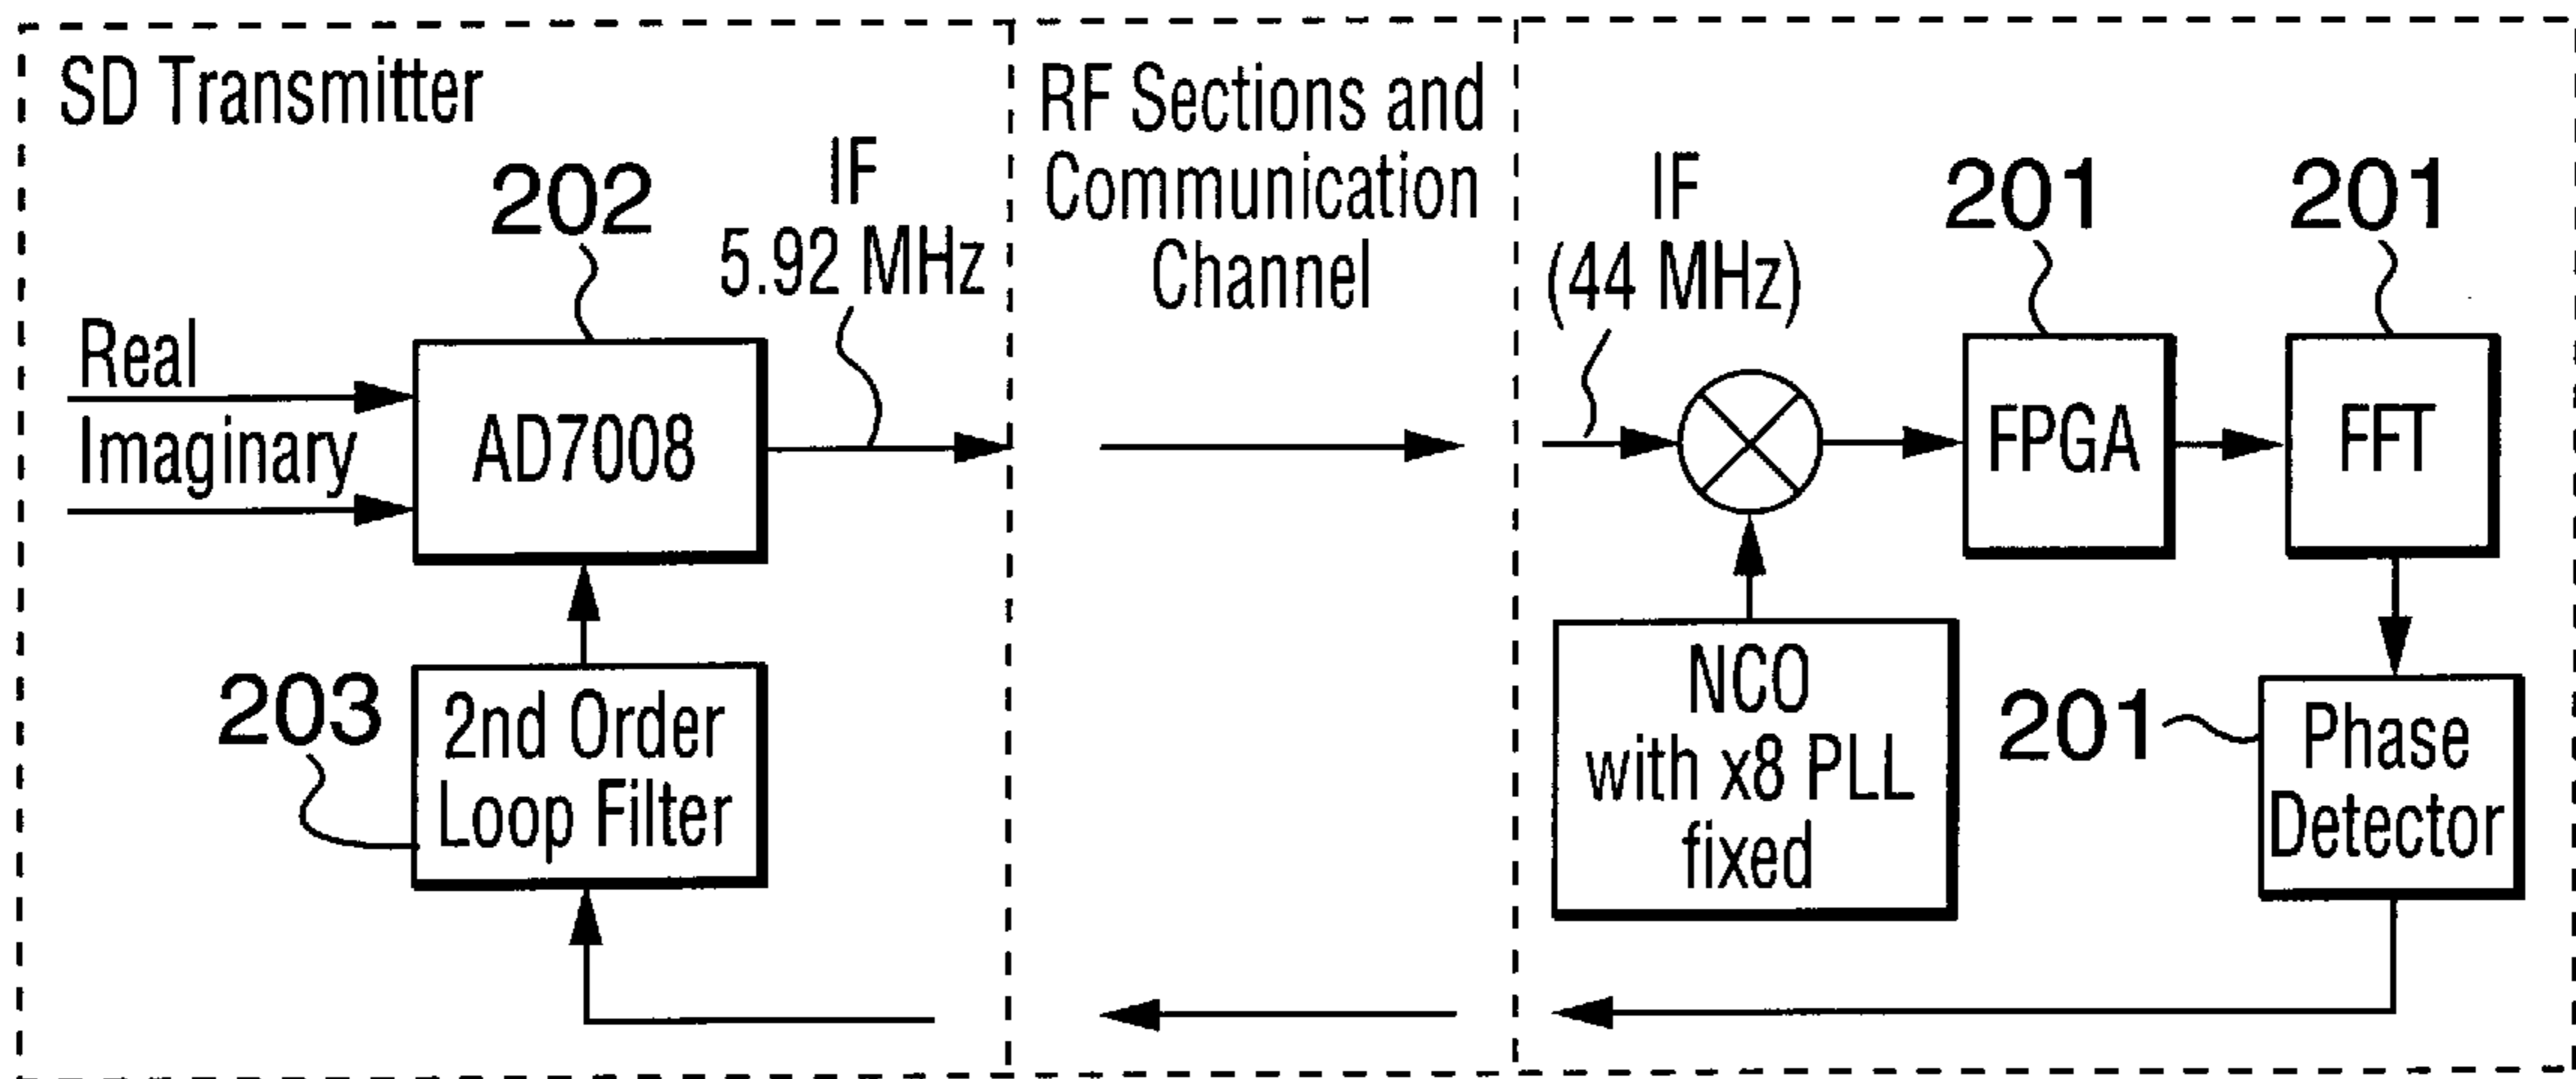 SD Transmitter
202
IF
5.92 MHz
Real
Imaginary
AD7008
203
2nd Order
Loop Filter
RF Sections and
Communication
Channel
IF
(44 MHz)
201
201
FPGA
FFT
NCO
with x8 PLL
fixed
201
Phase
Detector